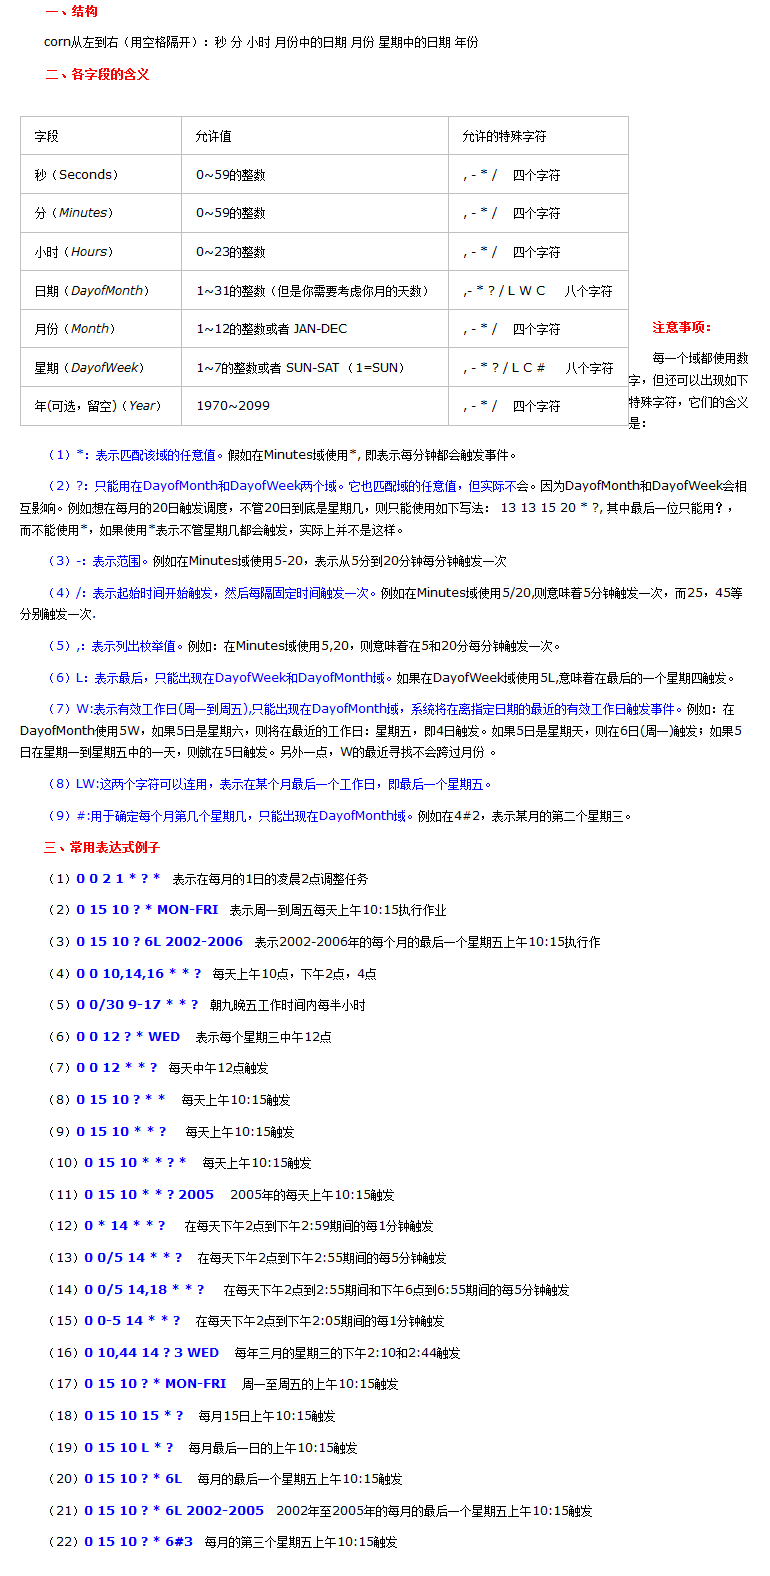 一、结构
corn从左到右（用空格隔开）：秒 分 小时 月份中的日期 月份 星期中的日期 年份
二、各字段的含义
字段 允许值 允许的特殊字符
秒（Seconds） 0~59的整数 , - * / 四个字符
分（Minutes） 0~59的整数 , - * / 四个字符
小时（Hours） 0~23的整数 , - * / 四个字符
日期（DayofMonth） 1~31的整数（但是你需要考虑你月的天数） ,- * ? / L W C 八个字符
月份（Month） 1~12的整数或者 JAN-DEC , - * / 四个字符
星期（DayofWeek） 1~7的整数或者 SUN-SAT （1=SUN） , - * ? / L C # 八个字符
年(可选，留空)（Year） 1970~2099 , - * / 四个字符
注意事项：
每一个域都使用数
字，但还可以出现如下
特殊字符，它们的含义
是：
（1）*：表示匹配该域的任意值。假如在Minutes域使用*, 即表示每分钟都会触发事件。
（2）?：只能用在DayofMonth和DayofWeek两个域。它也匹配域的任意值，但实际不会。因为DayofMonth和DayofWeek会相
互影响。例如想在每月的20日触发调度，不管20日到底是星期几，则只能使用如下写法： 13 13 15 20 * ?, 其中最后一位只能用？，
而不能使用*，如果使用*表示不管星期几都会触发，实际上并不是这样。
（3）-：表示范围。例如在Minutes域使用5-20，表示从5分到20分钟每分钟触发一次
（4）/：表示起始时间开始触发，然后每隔固定时间触发一次。例如在Minutes域使用5/20,则意味着5分钟触发一次，而25，45等
分别触发一次.
（5）,：表示列出枚举值。例如：在Minutes域使用5,20，则意味着在5和20分每分钟触发一次。
（6）L：表示最后，只能出现在DayofWeek和DayofMonth域。如果在DayofWeek域使用5L,意味着在最后的一个星期四触发。
（7）W:表示有效工作日(周一到周五),只能出现在DayofMonth域，系统将在离指定日期的最近的有效工作日触发事件。例如：在
DayofMonth使用5W，如果5日是星期六，则将在最近的工作日：星期五，即4日触发。如果5日是星期天，则在6日(周一)触发；如果5
日在星期一到星期五中的一天，则就在5日触发。另外一点，W的最近寻找不会跨过月份 。
（8）LW:这两个字符可以连用，表示在某个月最后一个工作日，即最后一个星期五。
（9）#:用于确定每个月第几个星期几，只能出现在DayofMonth域。例如在4#2，表示某月的第二个星期三。
三、常用表达式例子
（1）0 0 2 1 * ? * 表示在每月的1日的凌晨2点调整任务
（2）0 15 10 ? * MON-FRI 表示周一到周五每天上午10:15执行作业
（3）0 15 10 ? 6L 2002-2006 表示2002-2006年的每个月的最后一个星期五上午10:15执行作
（4）0 0 10,14,16 * * ? 每天上午10点，下午2点，4点
（5）0 0/30 9-17 * * ? 朝九晚五工作时间内每半小时
（6）0 0 12 ? * WED 表示每个星期三中午12点
（7）0 0 12 * * ? 每天中午12点触发
（8）0 15 10 ? * * 每天上午10:15触发
（9）0 15 10 * * ? 每天上午10:15触发
（10）0 15 10 * * ? * 每天上午10:15触发
（11）0 15 10 * * ? 2005 2005年的每天上午10:15触发
（12）0 * 14 * * ? 在每天下午2点到下午2:59期间的每1分钟触发
（13）0 0/5 14 * * ? 在每天下午2点到下午2:55期间的每5分钟触发
（14）0 0/5 14,18 * * ? 在每天下午2点到2:55期间和下午6点到6:55期间的每5分钟触发
（15）0 0-5 14 * * ? 在每天下午2点到下午2:05期间的每1分钟触发
（16）0 10,44 14 ? 3 WED 每年三月的星期三的下午2:10和2:44触发
（17）0 15 10 ? * MON-FRI 周一至周五的上午10:15触发
（18）0 15 10 15 * ? 每月15日上午10:15触发
（19）0 15 10 L * ? 每月最后一日的上午10:15触发
（20）0 15 10 ? * 6L 每月的最后一个星期五上午10:15触发
（21）0 15 10 ? * 6L 2002-2005 2002年至2005年的每月的最后一个星期五上午10:15触发
（22）0 15 10 ? * 6#3 每月的第三个星期五上午10:15触发